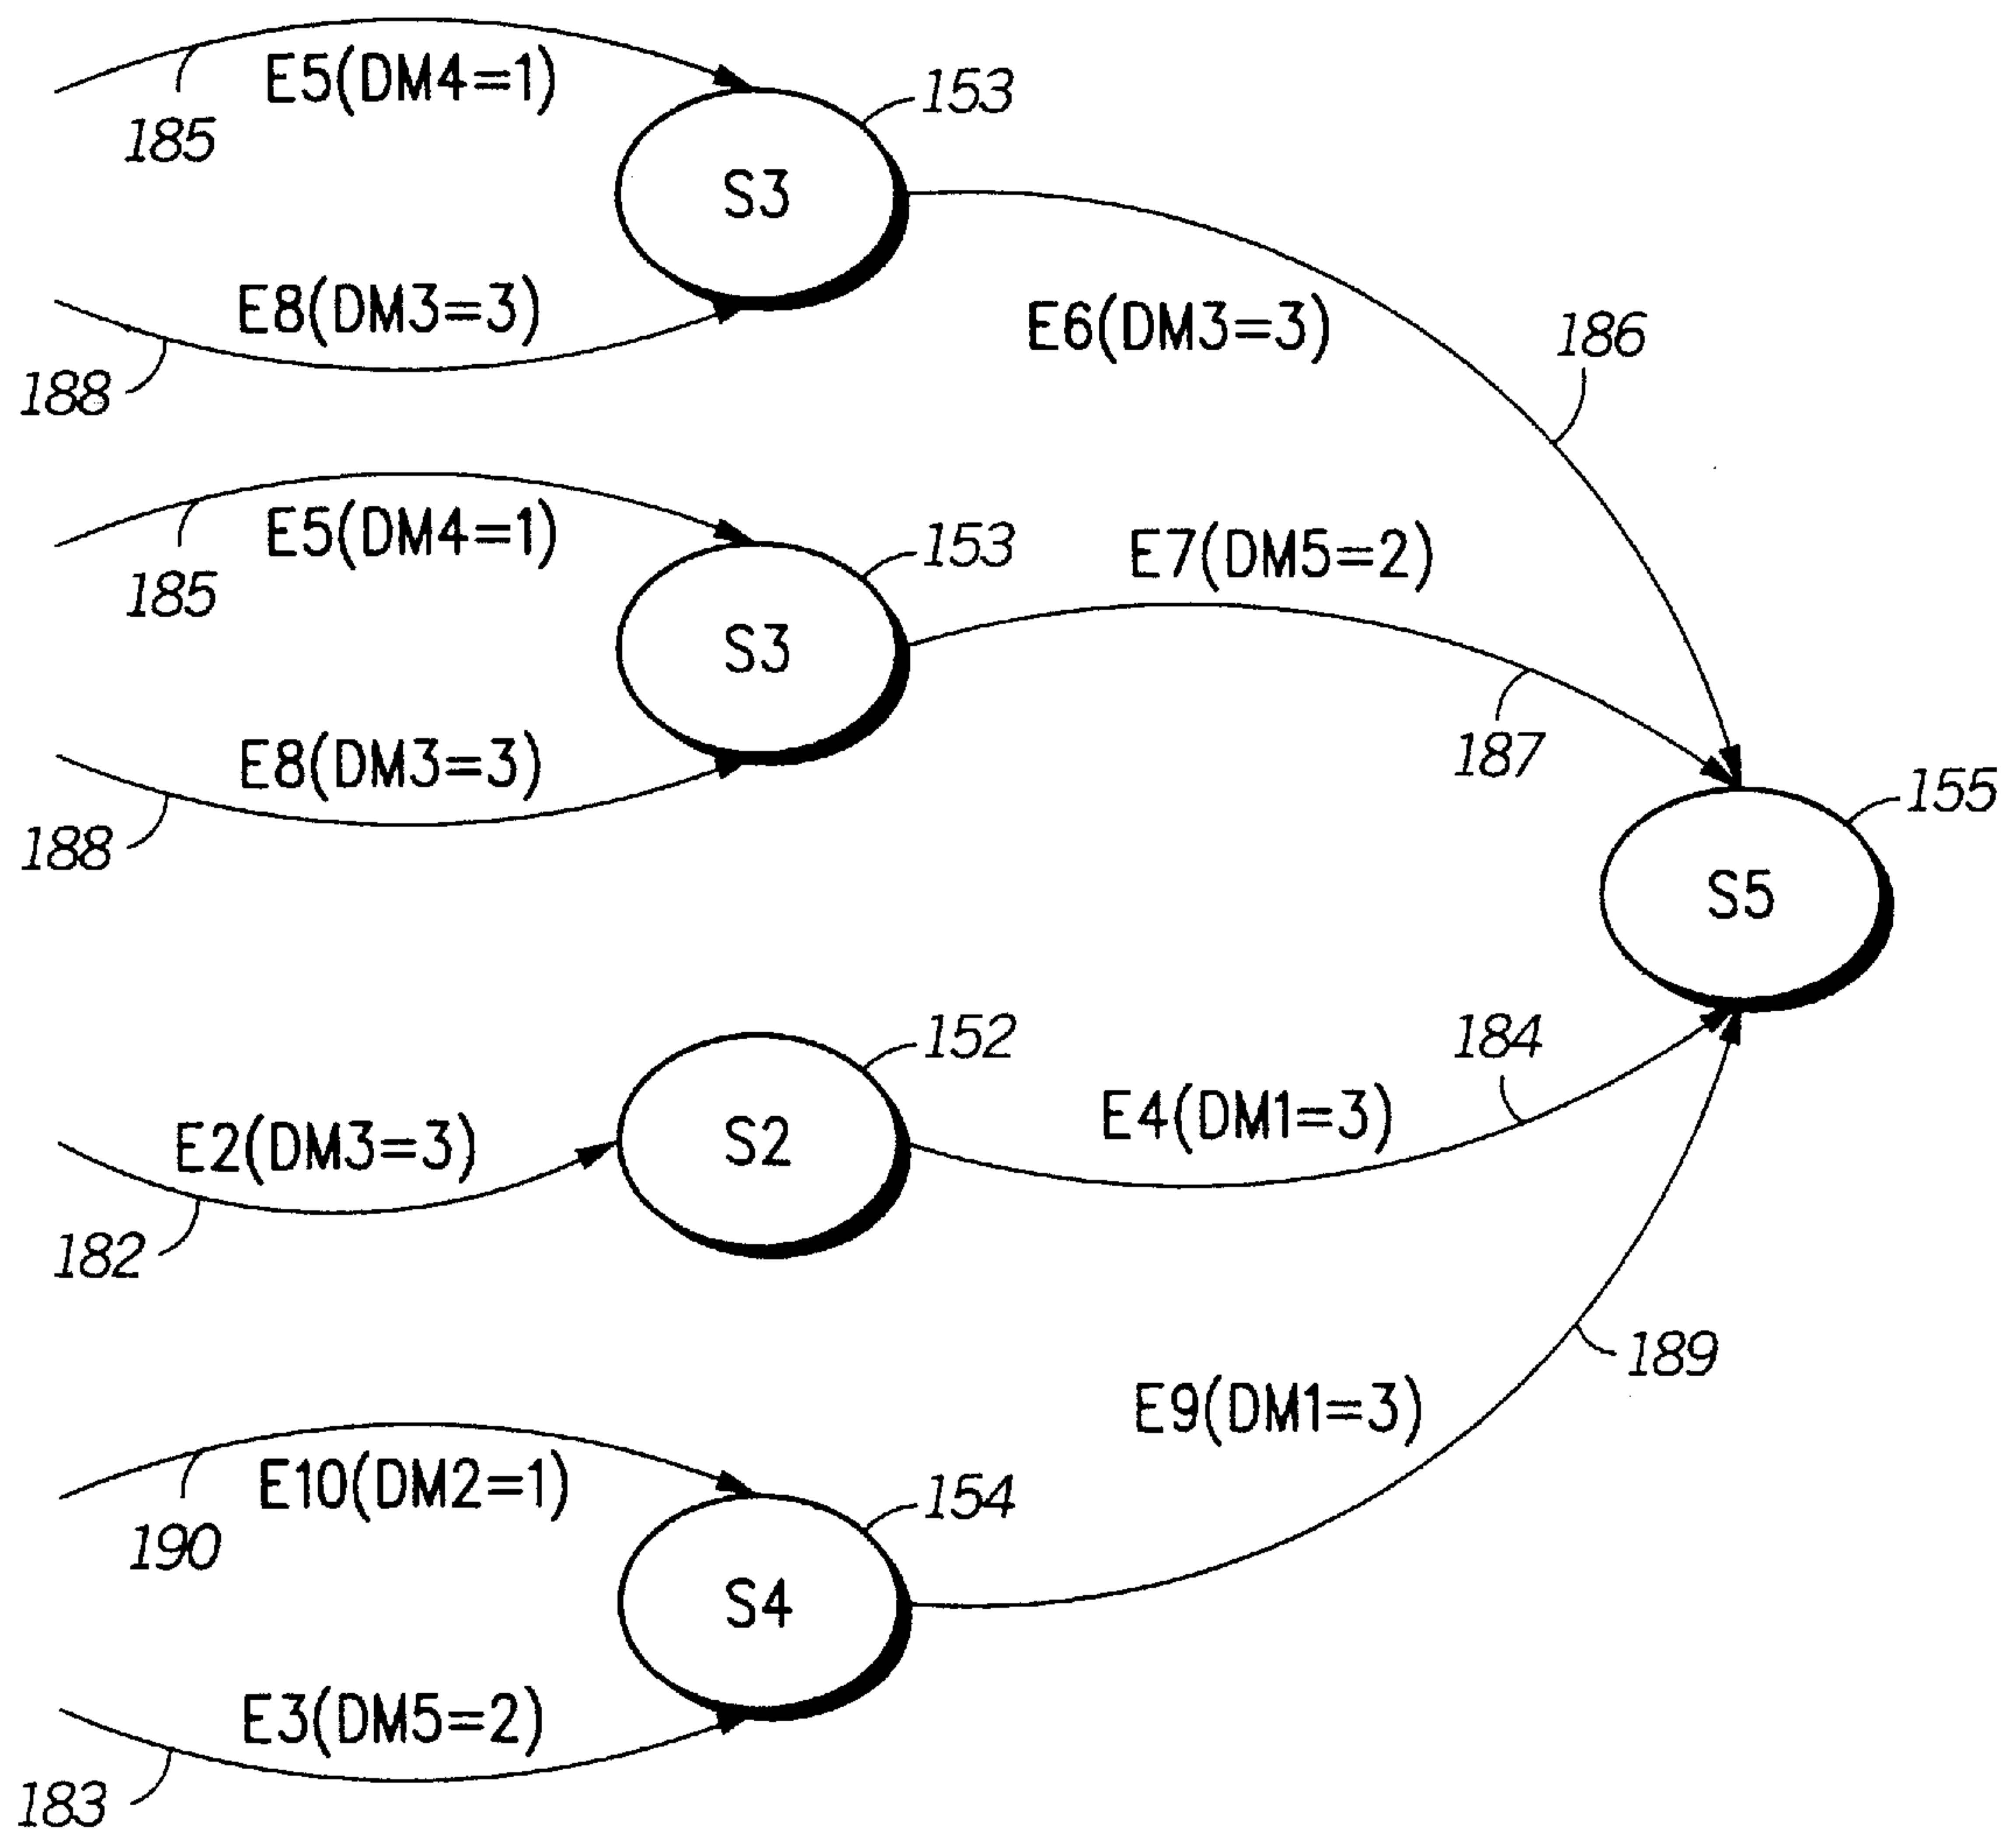 E5(DM4=1)
185
153
S3
E8(DM3=3)
188
E6(DM3=3)
186
E5(DM4=1)
185
153
S3
E7(DM5=2)
187
E8(DM3=3)
188
155
S5
152
S2
E2(DM3=3)
182
184
E4(DM1=3)
189
E9(DM1=3)
E10(DM2=1)
190
154
S4
E3(DM5=2)
183